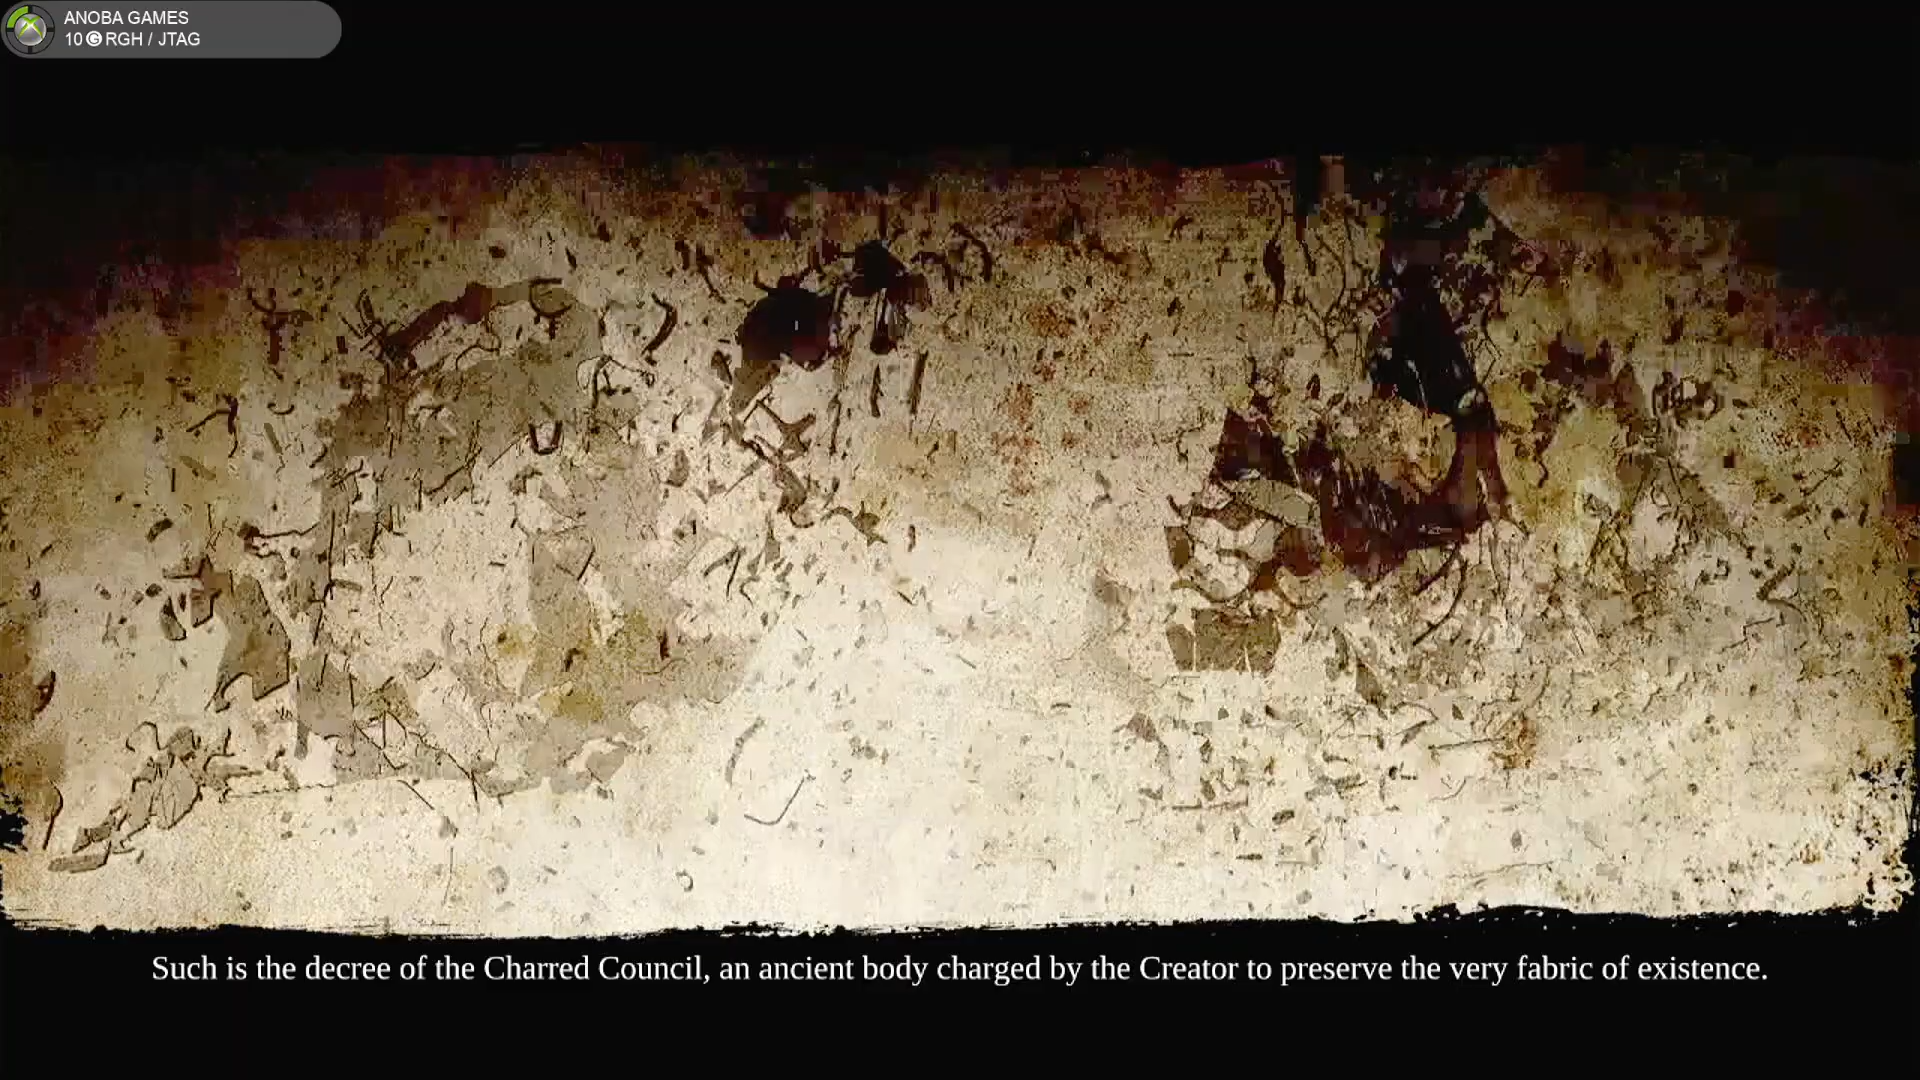 ANOBA GAMES
10 G RGH / JTAG
Such is the decree of the Charred Council, an ancient body charged by the Creator to preserve the very fabric of existence.